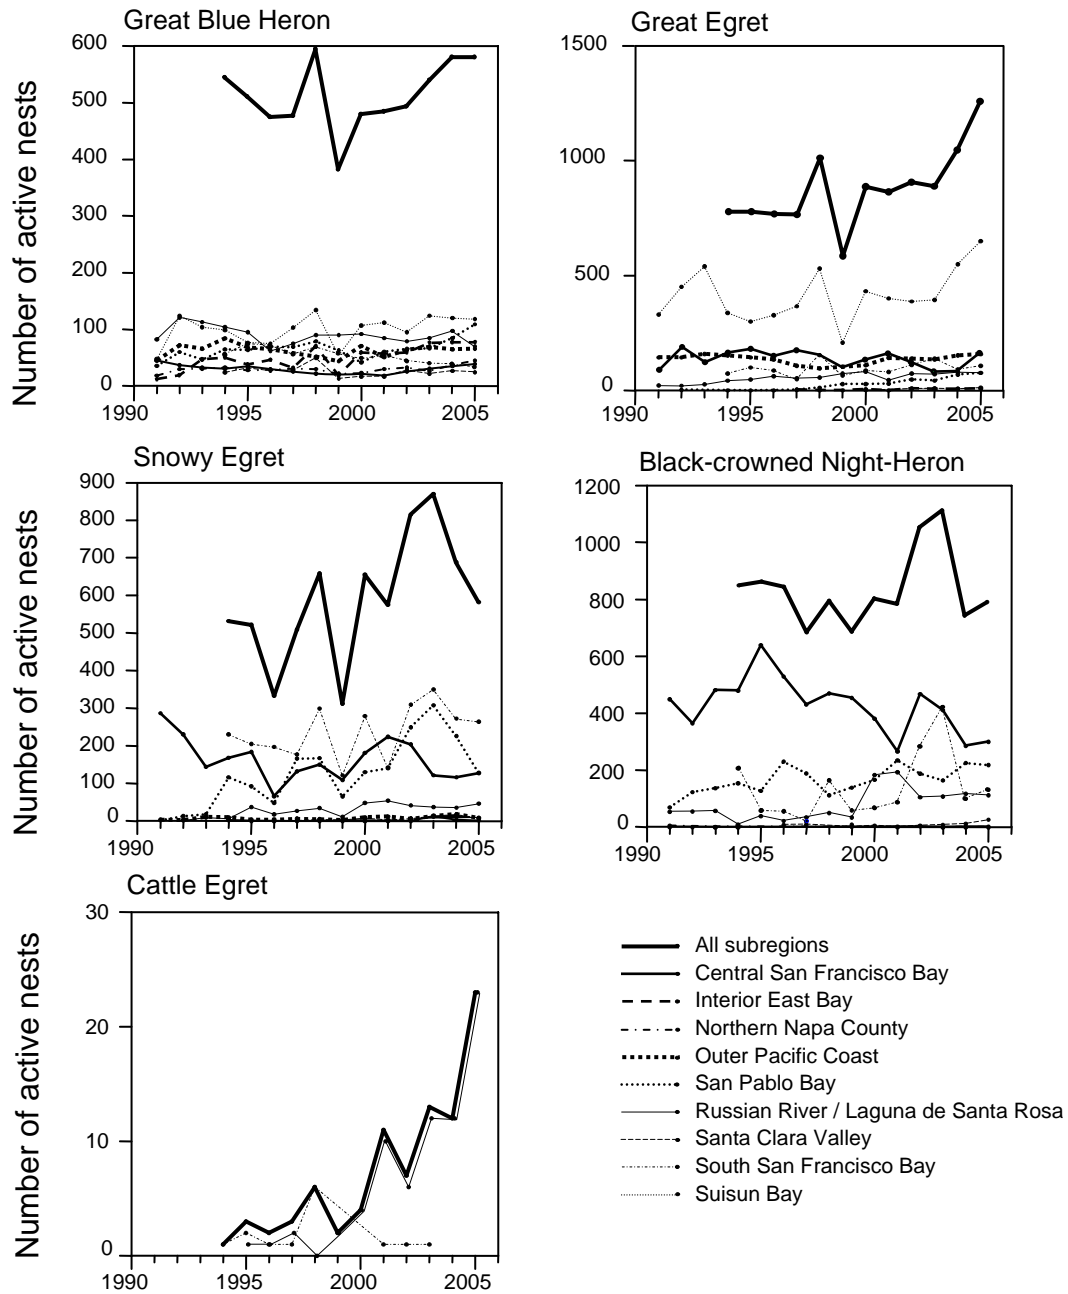 Great Blue Heron
Number of active nests
600
500
400
300
200
100
0
1990
1995
2000
2005
Great Egret
1500
1000
500
0
1990
1995
2000
2005
Snowy Egret
Number of active nests
900
800
700
600
500
400
300
200
100
0
1990
1995
2000
2005
Black-crowned Night-Heron
1200
1000
800
600
400
200
0
1990
1995
2000
2005
Cattle Egret
Number of active nests
30
20
10
0
1990
1995
2000
2005
All subregions
Central San Francisco Bay
Interior East Bay
Northern Napa County
Outer Pacific Coast
San Pablo Bay
Russian River / Laguna de Santa Rosa
Santa Clara Valley
South San Francisco Bay
Suisun Bay